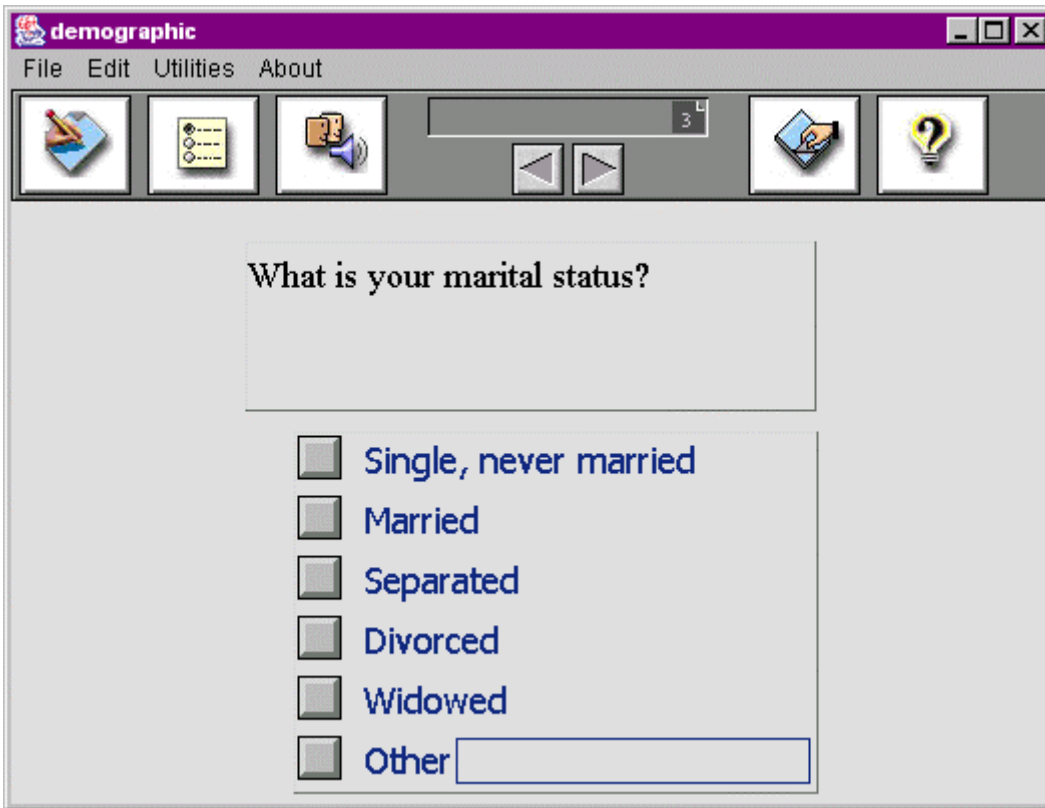 demographic
File Edit Utilities About
3
What is your marital status?
Single, never married
Married
Separated
Divorced
Widowed
Other